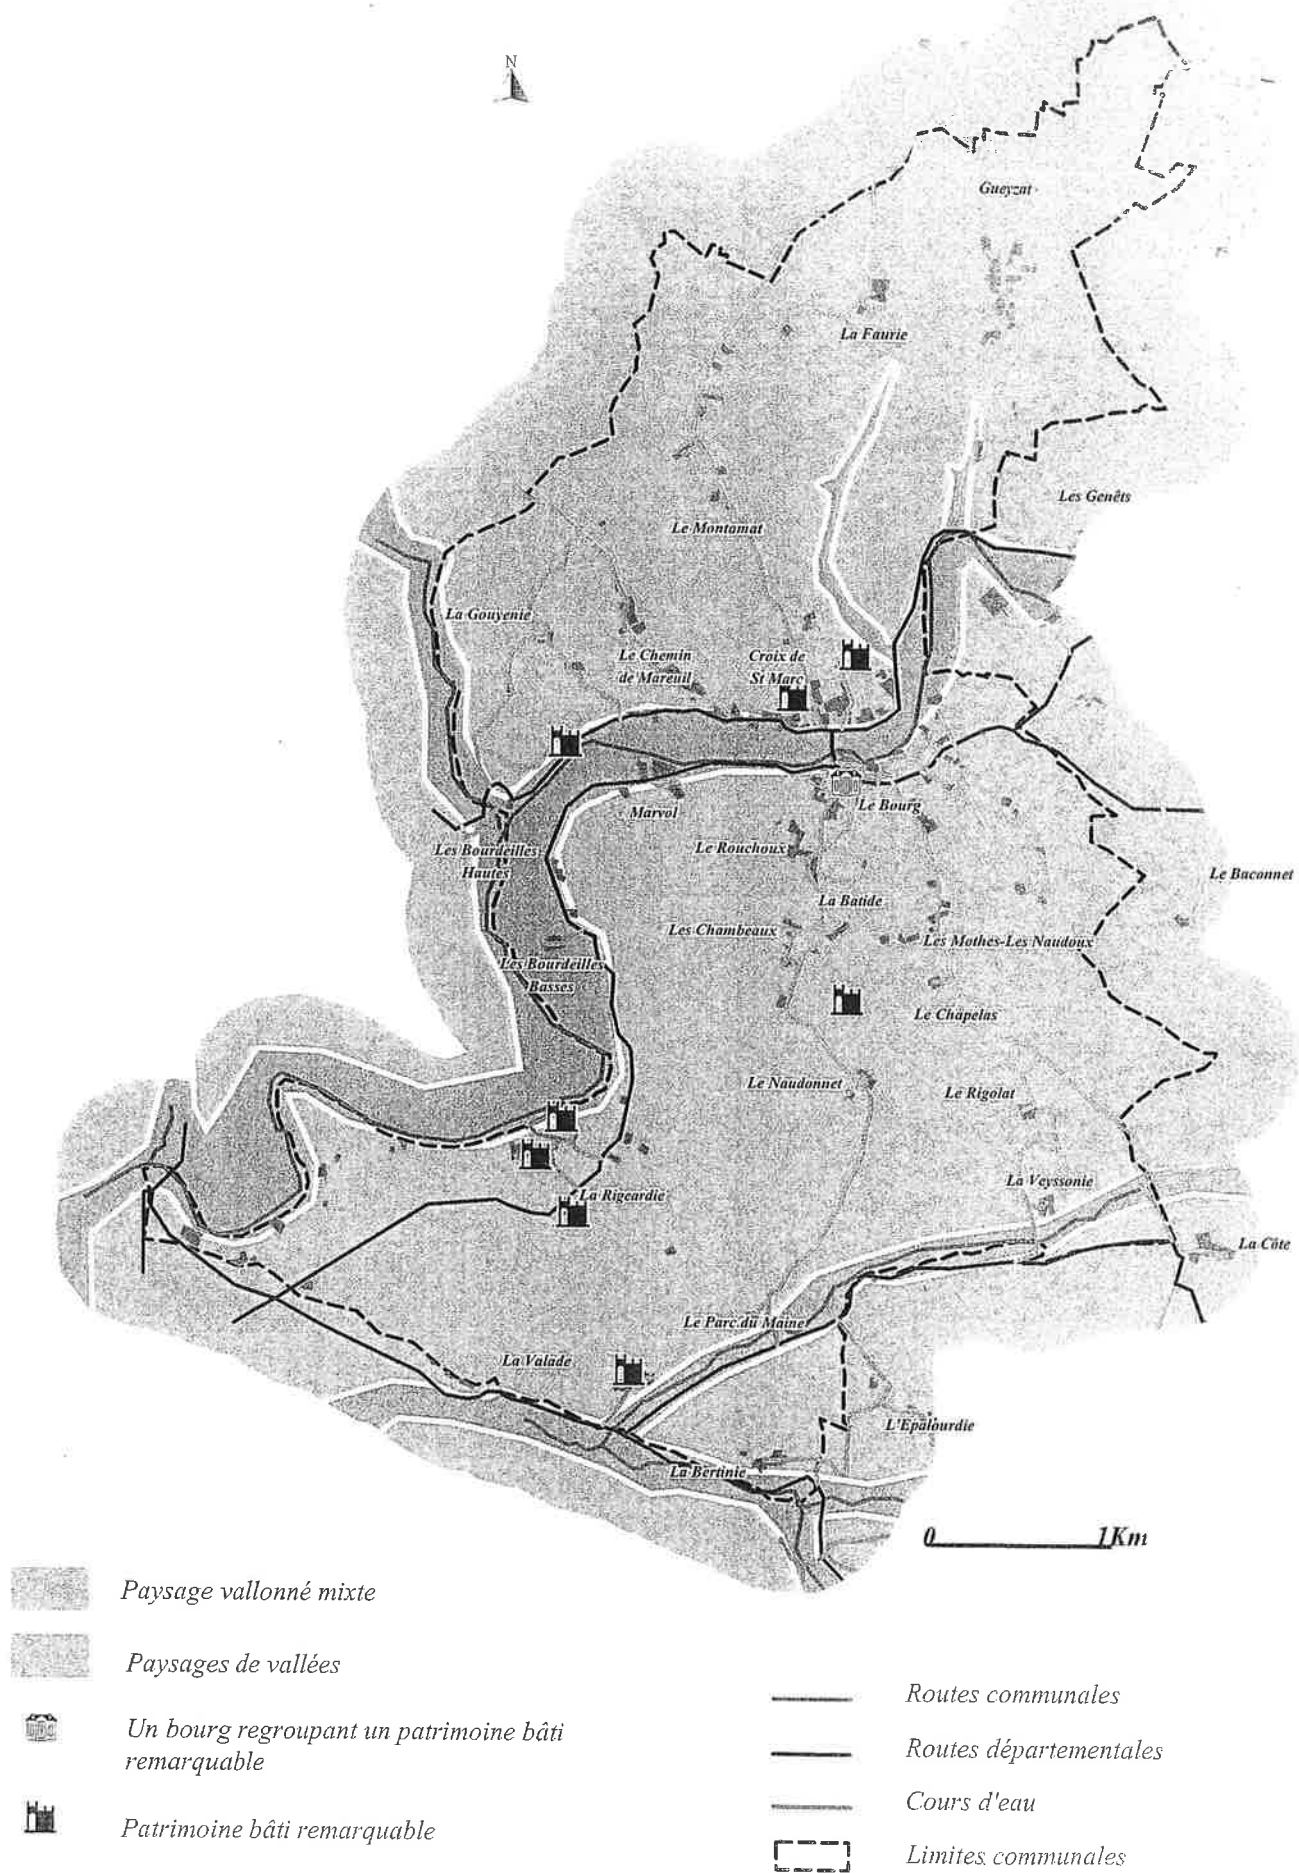 N
Gueyzat
La Faurie
Les Genêts
Le Montamat
La Gouyenie
Le Chemin
de Mareuil
Croix de
St Marc
Marvol
Le Bourg
Les Bourdeilles
Hautes
Le Rouchoux
Le Baconnet
La Batide
Les Chambeaux
Les Mothes-Les Naudoux
Les Bourdeilles
Basses
Le Chapelas
Le Naudonnet
Le Rigolat
La Veyssonie
La Rigeardie
La Côte
Le Parc du Maine
La Valade
L'Epalourdie
La Bertinie
0 1Km
Paysage vallonné mixte
Paysages de vallées
Un bourg regroupant un patrimoine bâti
remarquable
Patrimoine bâti remarquable
Routes communales
Routes départementales
Cours d'eau
Limites communales